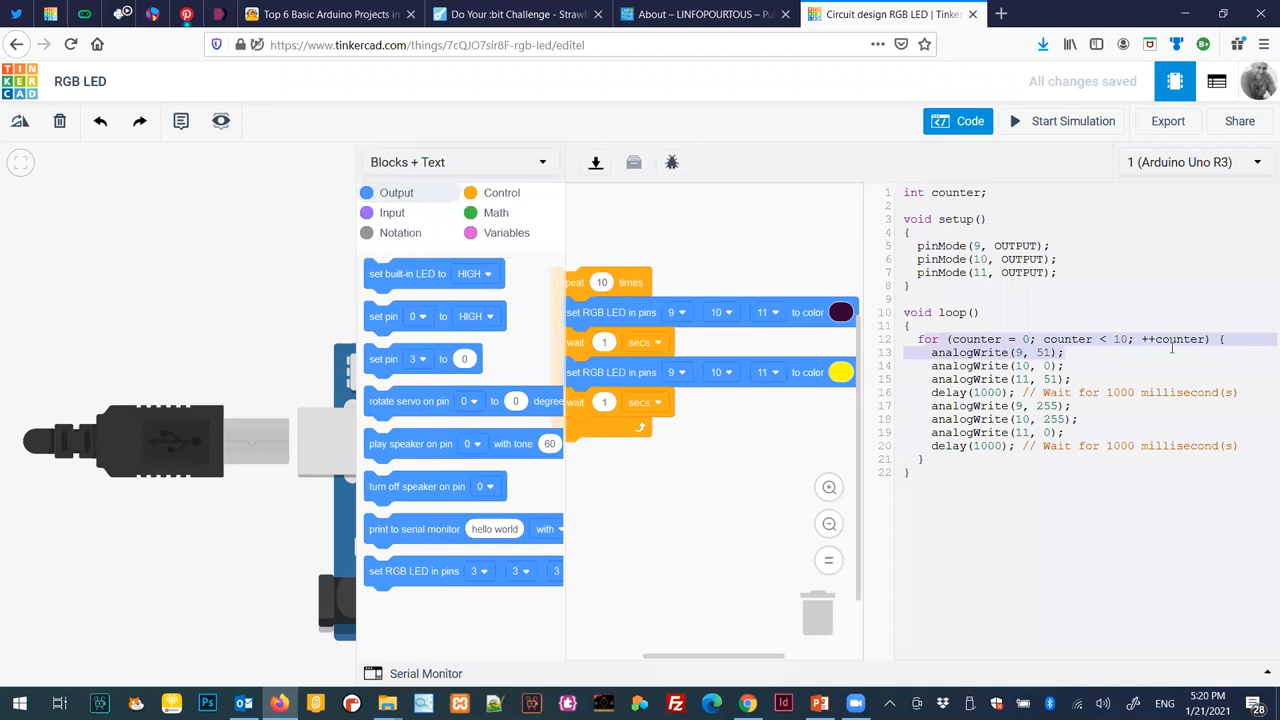 Top 6 Basic Arduino Projects in
Do Your :bit Challenge - Strawb
About – LINFOPOURTOUS – Pu
Circuit design RGB LED | Tinker
https://www.tinkercad.com/things/7cQJO7sir8F-rgb-led/editel
TIN
KER
CAD
RGB LED
All changes saved
Code
Start Simulation
Export
Share
Blocks + Text
1 (Arduino Uno R3)
Output
Control
Input
Math
Notation
Variables
set built-in LED to HIGH
set pin 0 to HIGH
set pin 3 to 0
rotate servo on pin 0 to 0 degrees
play speaker on pin 0 with tone 60
turn off speaker on pin 0
print to serial monitor hello world with
set RGB LED in pins 3 3 3
peat 10 times
set RGB LED in pins 9 10 11 to color
wait 1 secs
set RGB LED in pins 9 10 11 to color
wait 1 secs
1 int counter;
2
3 void setup()
4 {
5 pinMode(9, OUTPUT);
6 pinMode(10, OUTPUT);
7 pinMode(11, OUTPUT);
8 }
9
10 void loop()
11 {
12 for (counter = 0; counter < 10; ++counter) {
13 analogWrite(9, 51);
14 analogWrite(10, 0);
15 analogWrite(11, 51);
16 delay(1000); // Wait for 1000 millisecond(s)
17 analogWrite(9, 255);
18 analogWrite(10, 255);
19 analogWrite(11, 0);
20 delay(1000); // Wait for 1000 millisecond(s)
21 }
22 }
Serial Monitor
Ps
Id
ENG
5:20 PM
1/21/2021
28